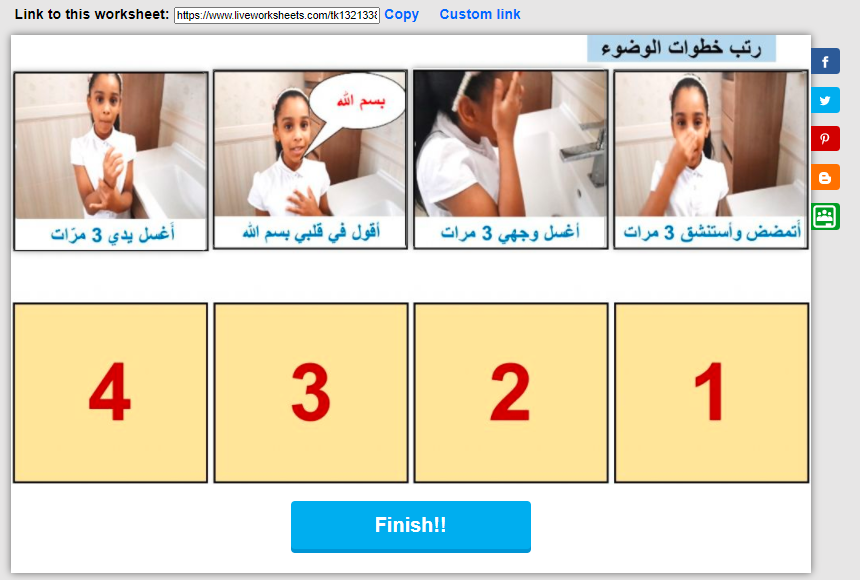 Link to this worksheet: https://www.liveworksheets.com/tk1321338 Copy Custom link
رتب خطوات الوضوء
بسم الله
أتمضض وأستنشق 3 مرات
أغسل وجهي 3 مرات
أقول في قلبي بسم الله
أغسل يدي 3 مرّات
1
2
3
4
Finish!!